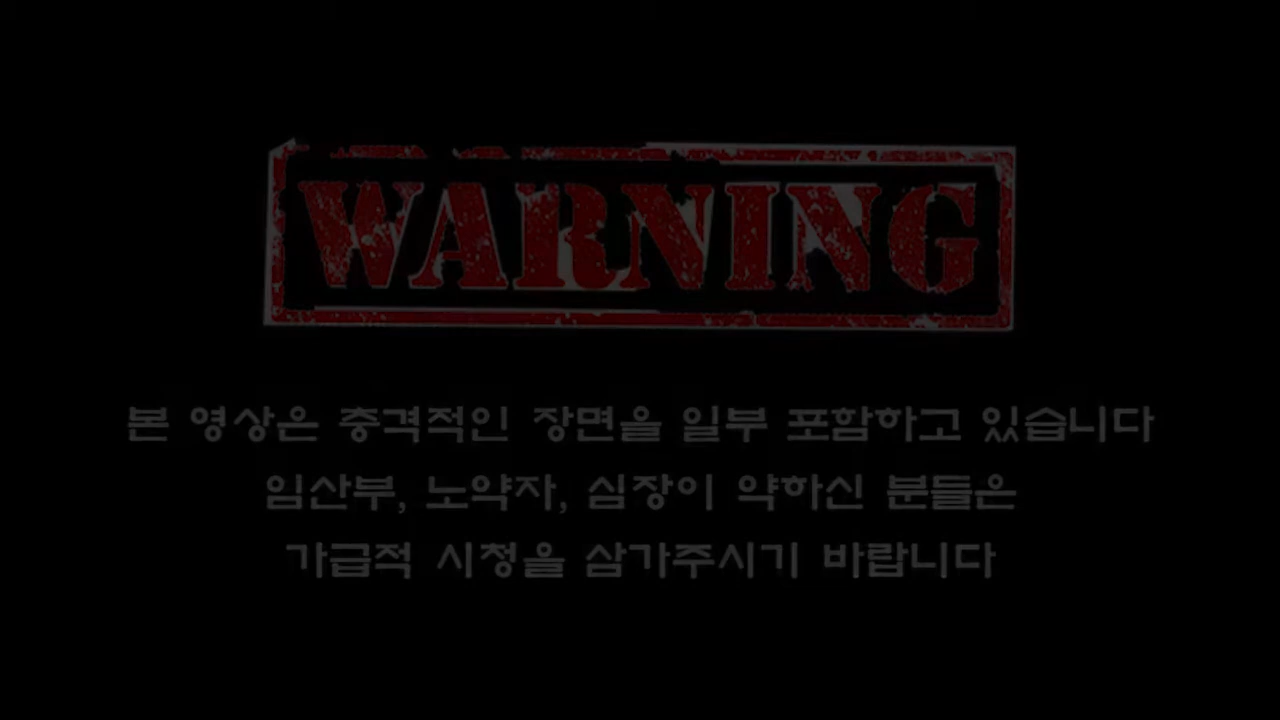 WARNING
본 영상은 충격적인 장면을 일부 포함하고 있습니다
임산부, 노약자, 심장이 약하신 분들은
가급적 시청을 삼가주시기 바랍니다